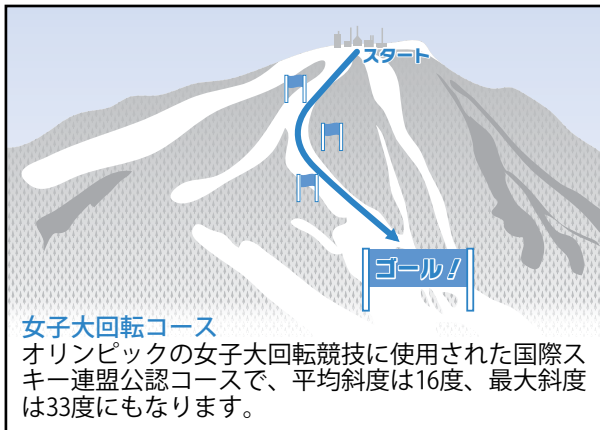 スタート
ゴール！
女子大回転コース
オリンピックの女子大回転競技に使用された国際ス
キー連盟公認コースで、平均斜度は16度、最大斜度
は33度にもなります。